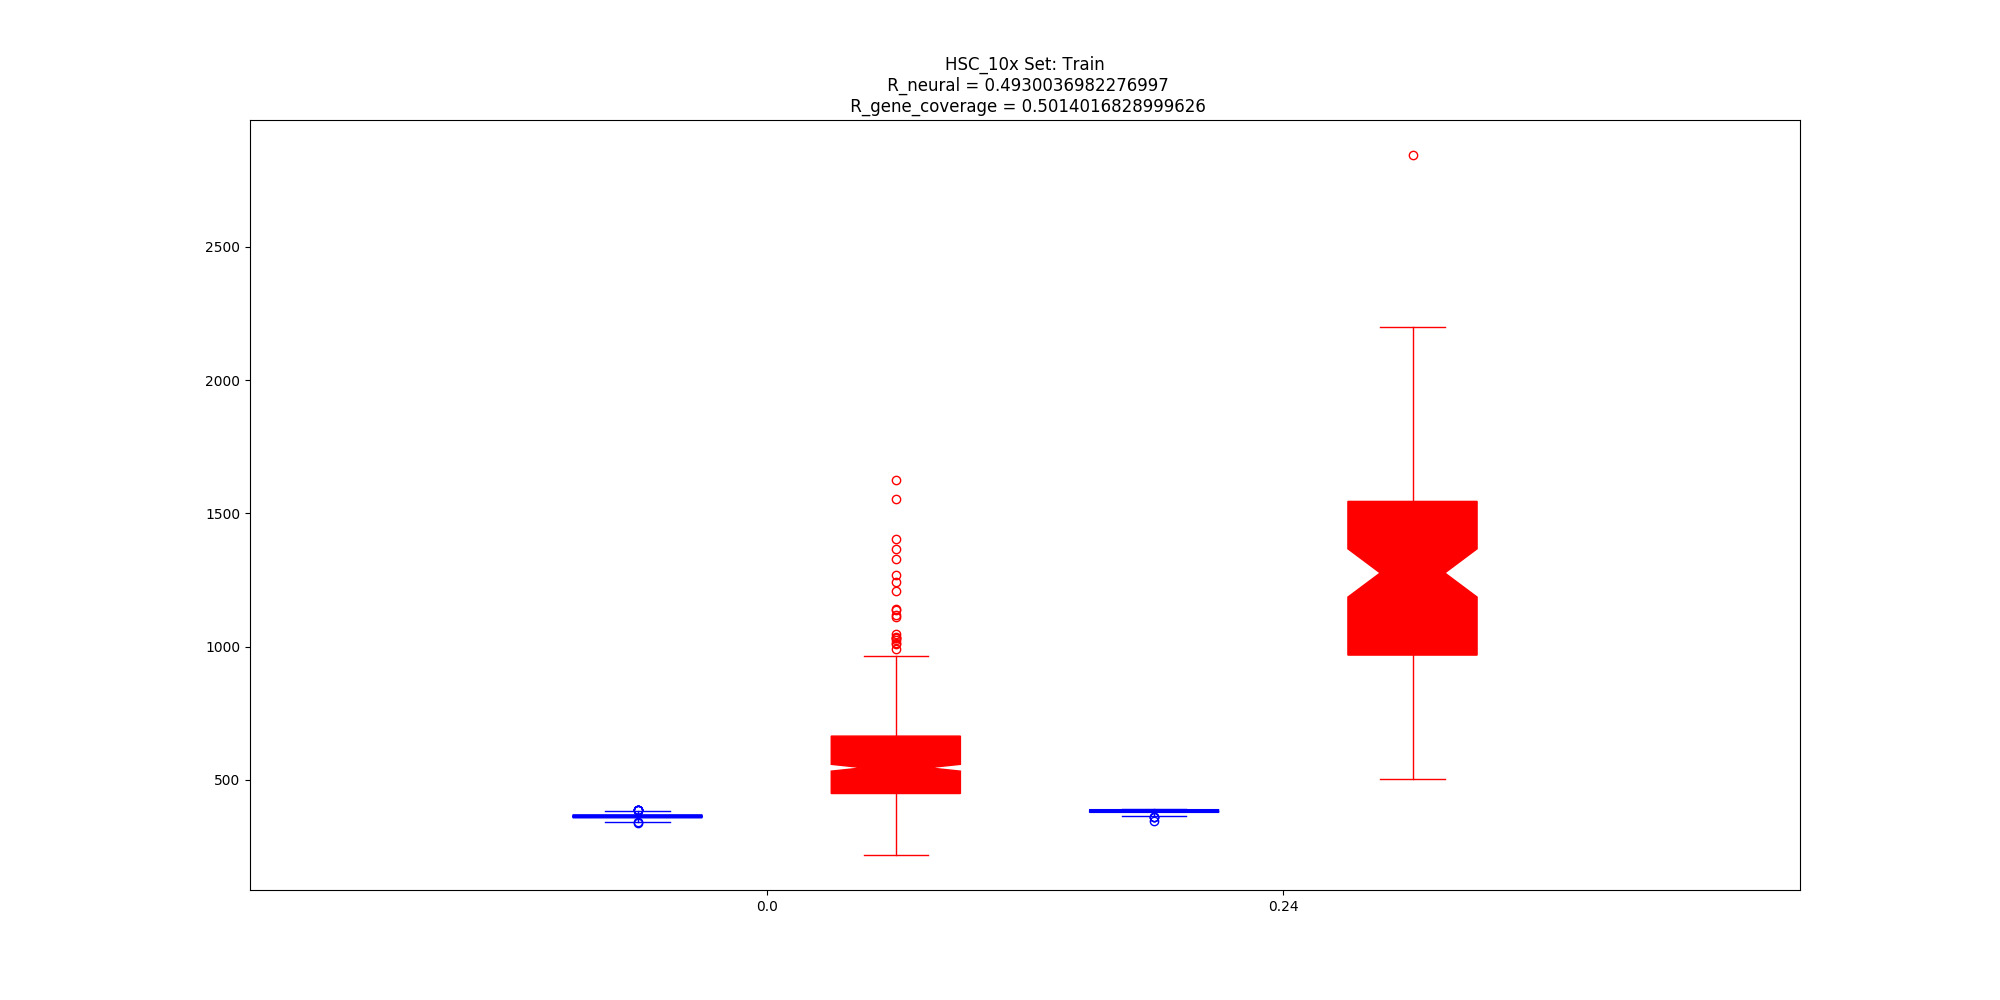 HSC_10x Set: Train
R_neural = 0.4930036982276997
R_gene_coverage = 0.5014016828999626
2500
2000
1500
1000
500
0.0 0.24